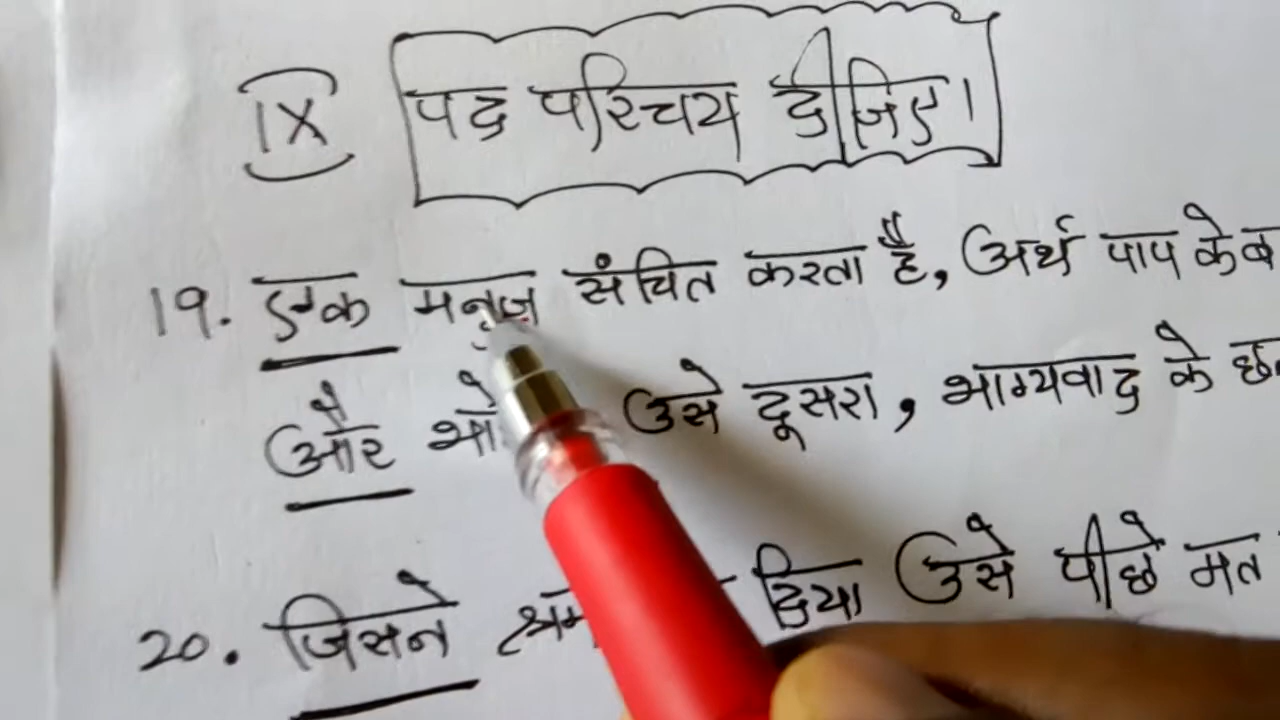 IX पद परिचय दीजिए।
19. एक मनुज संचित करता है, अर्थ पाप के
और उसे दूसरा, भाग्यवाद के
20. जिसने दिया उसे पीछे मत